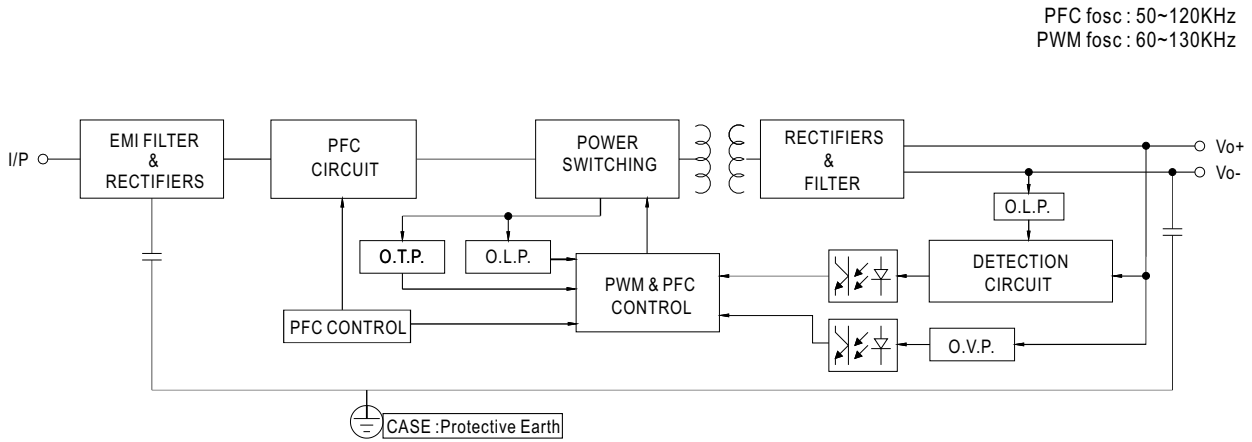 PFC fosc : 50~120KHz
PWM fosc : 60~130KHz
I/P
EMI FILTER
&
RECTIFIERS
PFC
CIRCUIT
POWER
SWITCHING
RECTIFIERS
&
FILTER
Vo+
Vo-
O.L.P.
O.T.P.
O.L.P.
PWM & PFC
CONTROL
DETECTION
CIRCUIT
PFC CONTROL
O.V.P.
CASE :Protective Earth